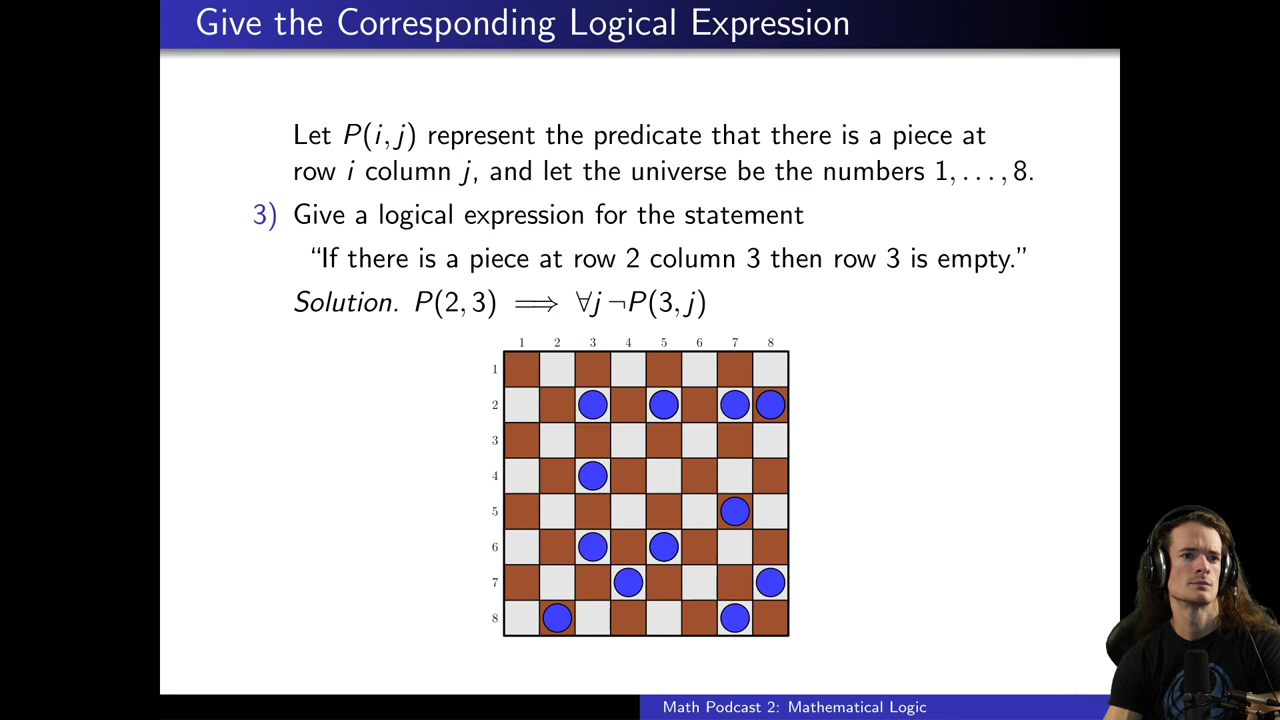 Give the Corresponding Logical Expression
Let P(i, j) represent the predicate that there is a piece at
row i column j, and let the universe be the numbers 1, . . . , 8.
3) Give a logical expression for the statement
“If there is a piece at row 2 column 3 then row 3 is empty.”
Solution. P(2, 3) ⟹ ∀j ¬P(3, j)
1 2 3 4 5 6 7 8
1
2
3
4
5
6
7
8
Math Podcast 2: Mathematical Logic